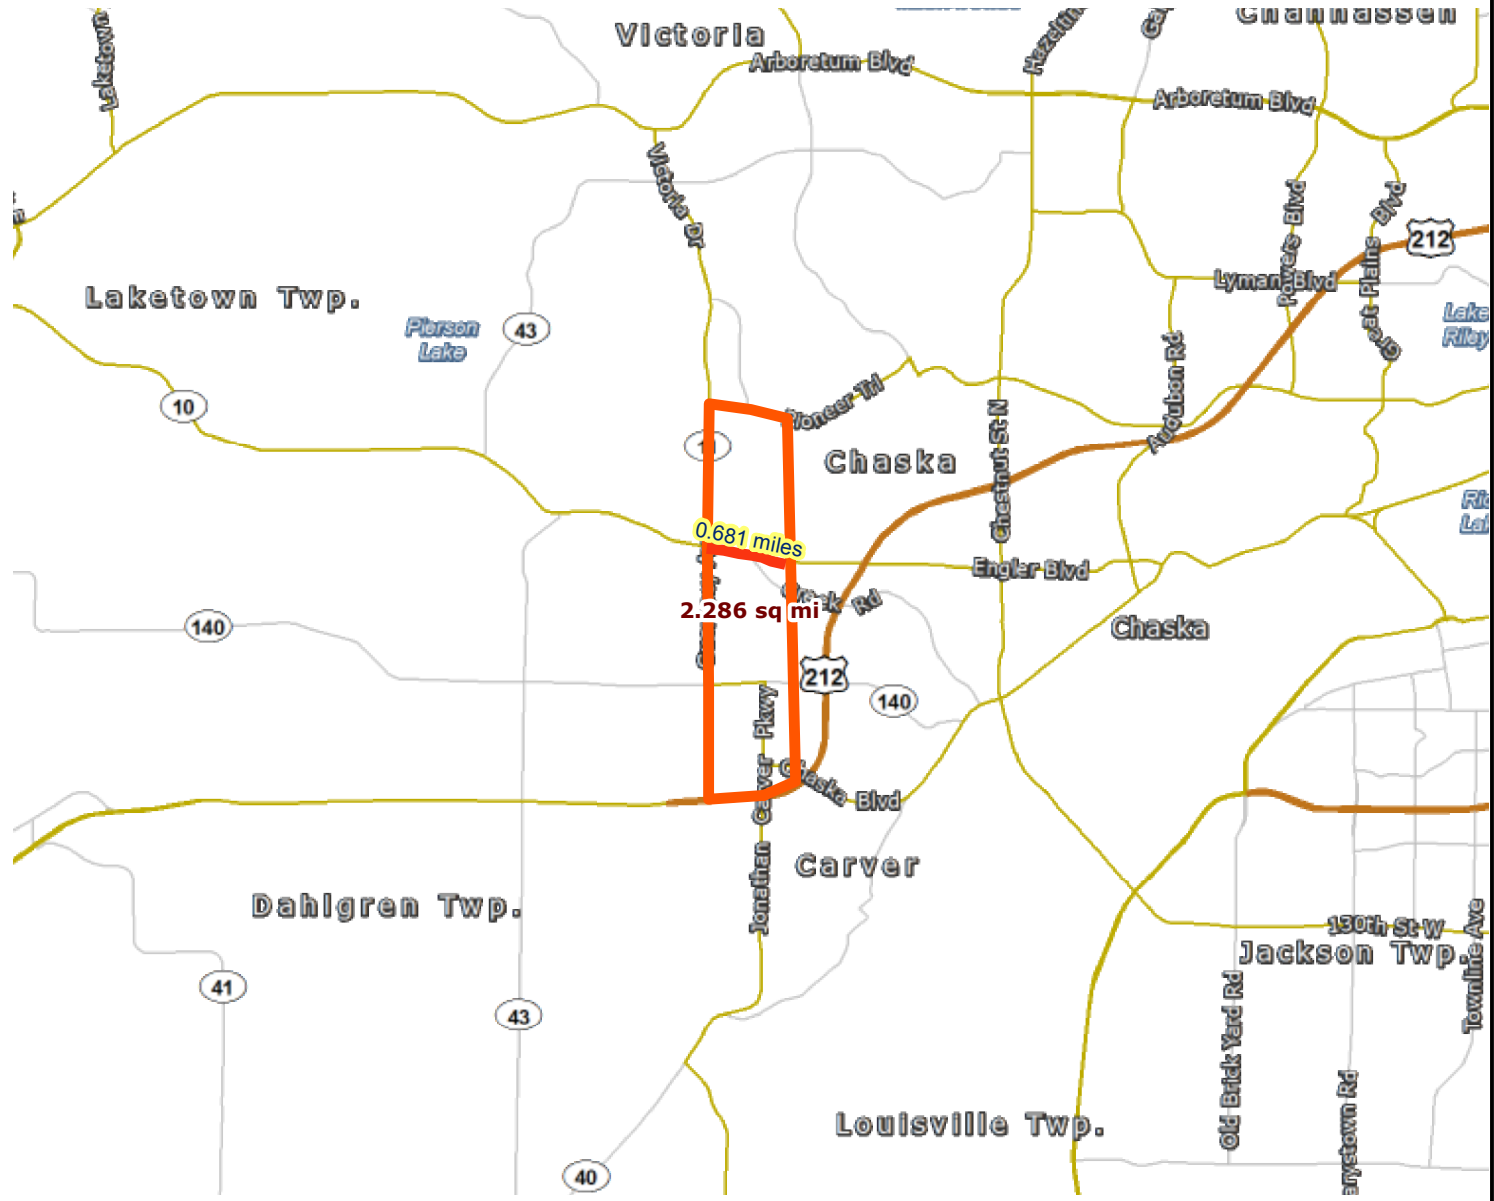 Laketown
Victoria
Channassen
Arboretum Blvd
Arboretum Blvd
Victoria Dr
Powers Blvd
Great Plains Blvd
212
Laketown Twp.
Lyman Blvd
Pierson
Lake
43
Lake
Riley
Audubon Rd
10
Pioneer Trl
Chestnut St N
Chaska
0.681 miles
Engler Blvd
Rd
2.286 sq mi
140
Chaska
212
140
Jonathan Carver Pkwy
Chaska Blvd
Carver
Dahlgren Twp.
130th St W
Jackson Twp.
Townline Ave
41
43
Old Brick Yard Rd
Louisville Twp.
40